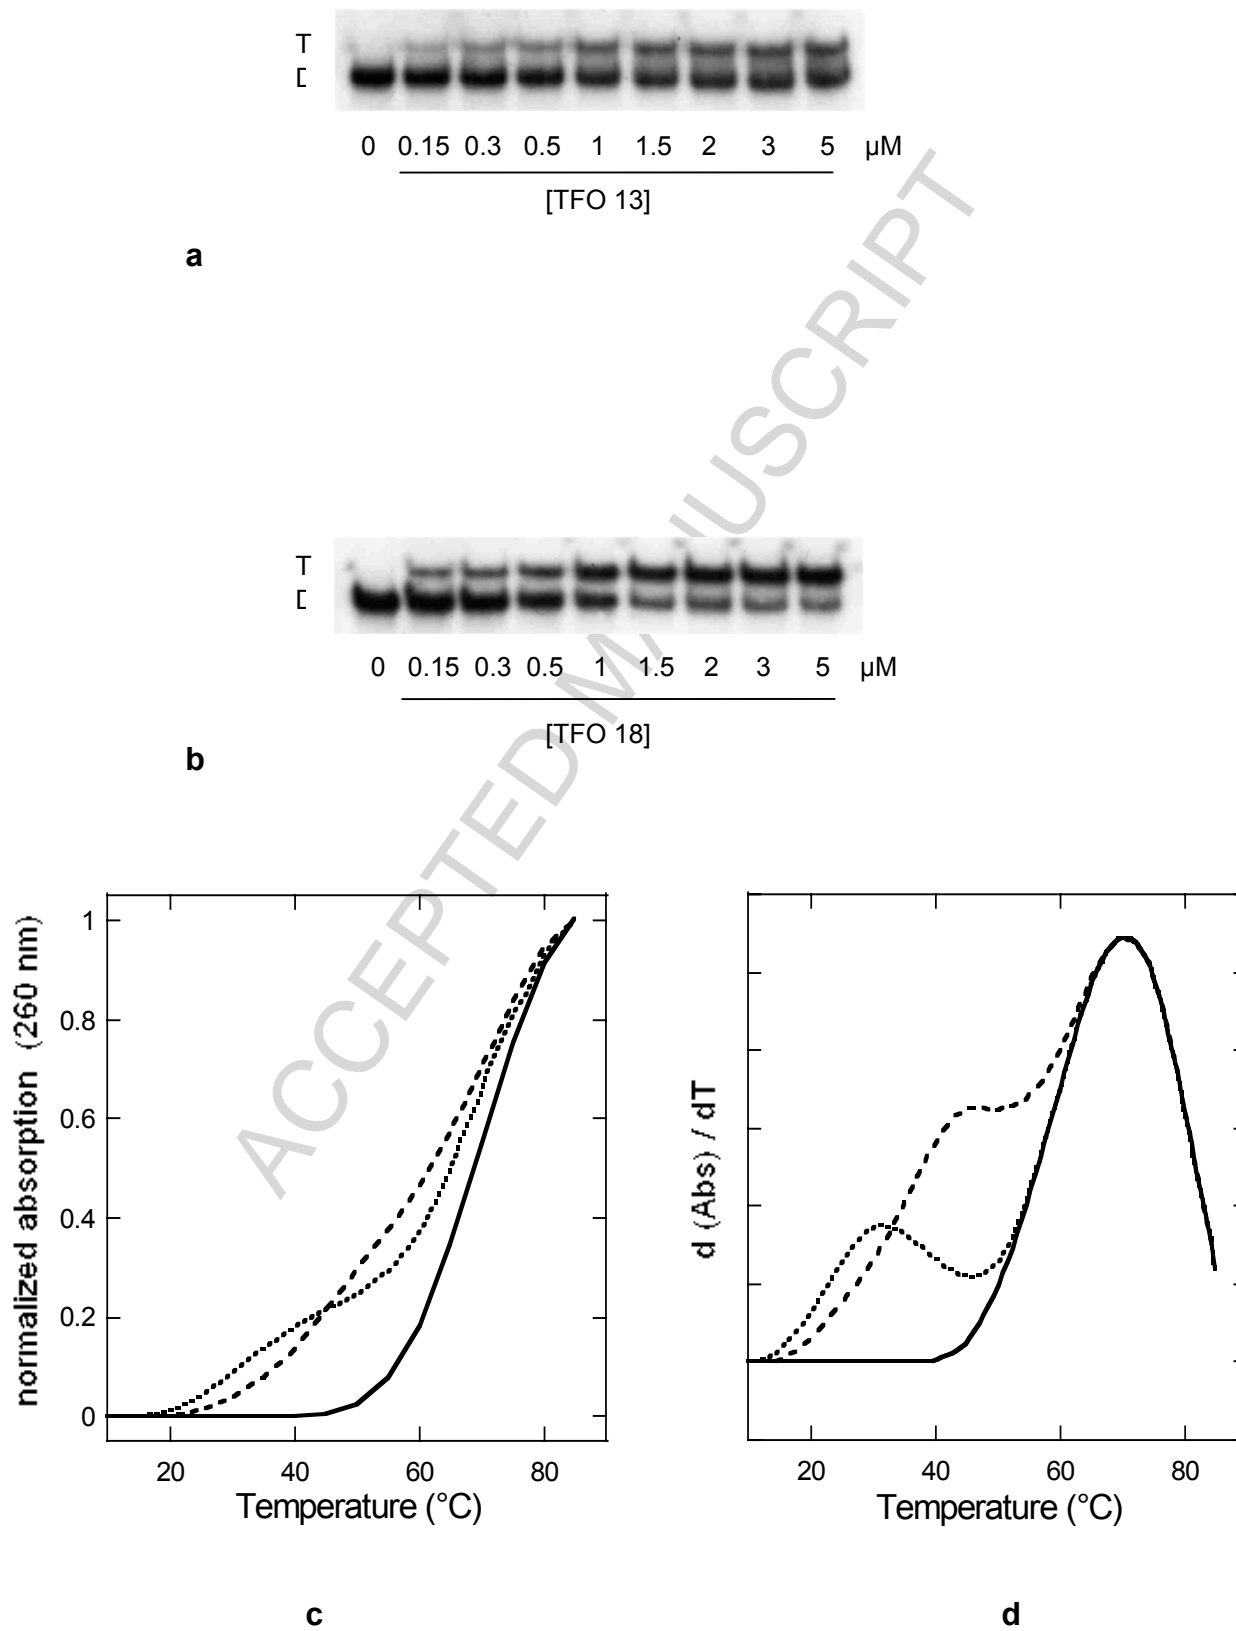 T
[
0 0.15 0.3 0.5 1 1.5 2 3 5 µM
[TFO 13]
a
T
[
0 0.15 0.3 0.5 1 1.5 2 3 5 µM
[TFO 18]
b
ACCEPTED MANUSCRIPT
normalized absorption (260 nm)
1
0.8
0.6
0.4
0.2
0
20 40 60 80
Temperature (°C)
c
d (Abs) / dT
20 40 60 80
Temperature (°C)
d